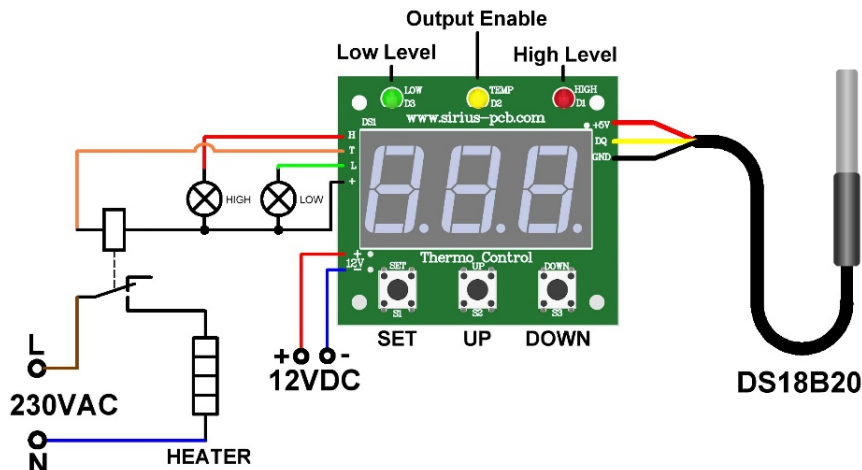 Output Enable
Low Level
High Level
LOW
D3
TEMP
D2
HIGH
D1
www.sirius-pcb.com
DS1
H
T
L
+
+5V
DQ
GND
HIGH
LOW
Thermo Control
+
12V
-
SET
UP
DOWN
S1
S2
S3
SET
UP
DOWN
+ -
12VDC
L
230VAC
N
HEATER
DS18B20